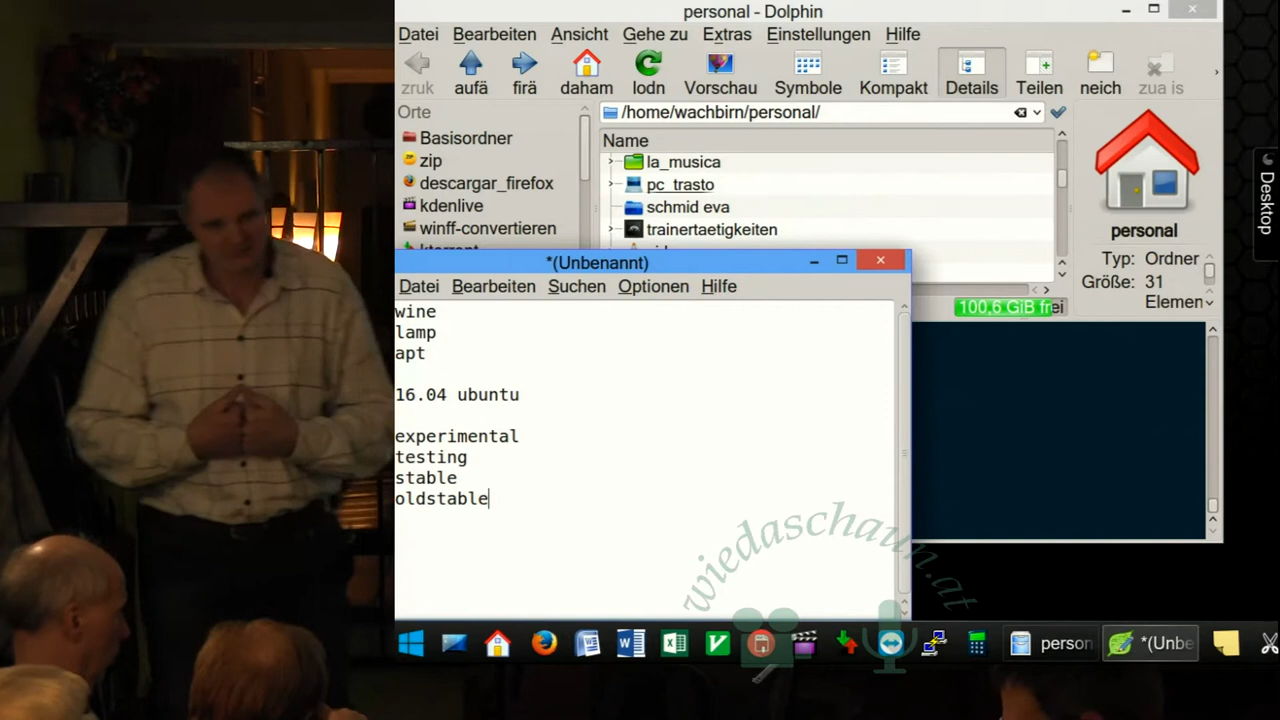 personal - Dolphin
Datei Bearbeiten Ansicht Gehe zu Extras Einstellungen Hilfe
zruk aufä firä daham lodn Vorschau Symbole Kompakt Details Teilen neich zua is
Orte
/home/wachbirn/personal/
Basisordner
zip
descargar_firefox
kdenlive
winff-convertieren
ktorrent
Name
la_musica
pc_trasto
schmid eva
trainertaetigkeiten
personal
Typ: Ordner
Größe: 31
Elemen
100,6 GiB frei
Desktop
*(Unbenannt)
Datei Bearbeiten Suchen Optionen Hilfe
wine
lamp
apt
16.04 ubuntu
experimental
testing
stable
oldstable
wiedaschaun.at
person
*(Unbe